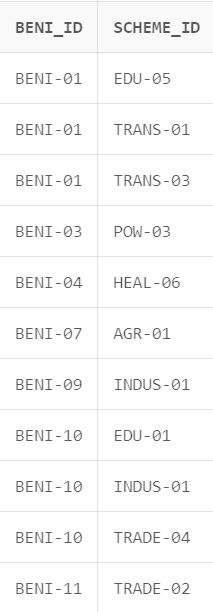 BENI_ID SCHEME_ID
BENI-01 EDU-05
BENI-01 TRANS-01
BENI-01 TRANS-03
BENI-03 POW-03
BENI-04 HEAL-06
BENI-07 AGR-01
BENI-09 INDUS-01
BENI-10 EDU-01
BENI-10 INDUS-01
BENI-10 TRADE-04
BENI-11 TRADE-02